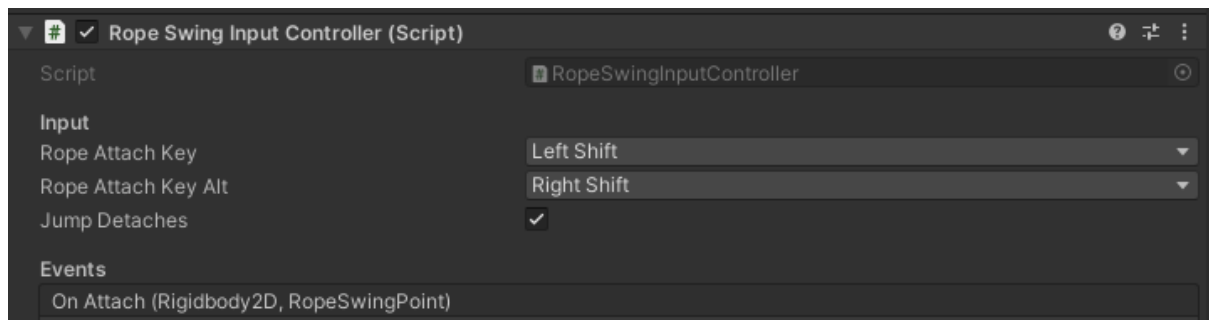 Rope Swing Input Controller (Script)
Script RopeSwingInputController
Input
Rope Attach Key Left Shift
Rope Attach Key Alt Right Shift
Jump Detaches
Events
On Attach (Rigidbody2D, RopeSwingPoint)